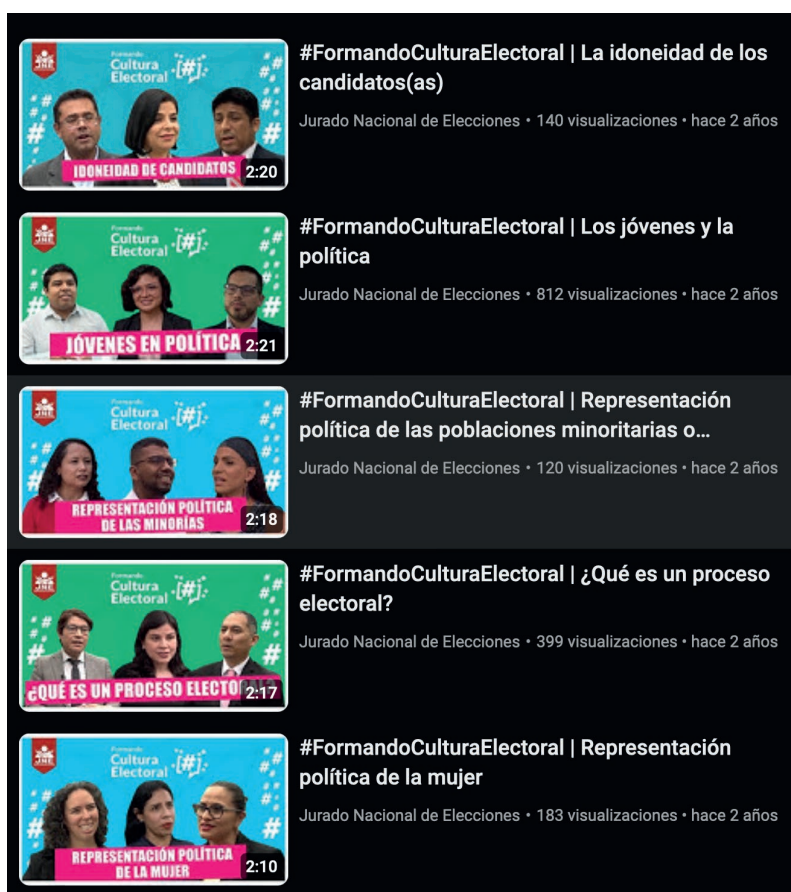 JNE
Formando
Cultura
Electoral [#]
IDONEIDAD DE CANDIDATOS
2:20
#FormandoCulturaElectoral | La idoneidad de los
candidatos(as)
Jurado Nacional de Elecciones • 140 visualizaciones • hace 2 años
JNE
Formando
Cultura
Electoral [#]
JÓVENES EN POLÍTICA
2:21
#FormandoCulturaElectoral | Los jóvenes y la
política
Jurado Nacional de Elecciones • 812 visualizaciones • hace 2 años
JNE
Formando
Cultura
Electoral [#]
REPRESENTACIÓN POLÍTICA
DE LAS MINORÍAS
2:18
#FormandoCulturaElectoral | Representación
política de las poblaciones minoritarias o...
Jurado Nacional de Elecciones • 120 visualizaciones • hace 2 años
JNE
Formando
Cultura
Electoral [#]
¿QUÉ ES UN PROCESO ELECTORAL?
2:17
#FormandoCulturaElectoral | ¿Qué es un proceso
electoral?
Jurado Nacional de Elecciones • 399 visualizaciones • hace 2 años
JNE
Formando
Cultura
Electoral [#]
REPRESENTACIÓN POLÍTICA
DE LA MUJER
2:10
#FormandoCulturaElectoral | Representación
política de la mujer
Jurado Nacional de Elecciones • 183 visualizaciones • hace 2 años